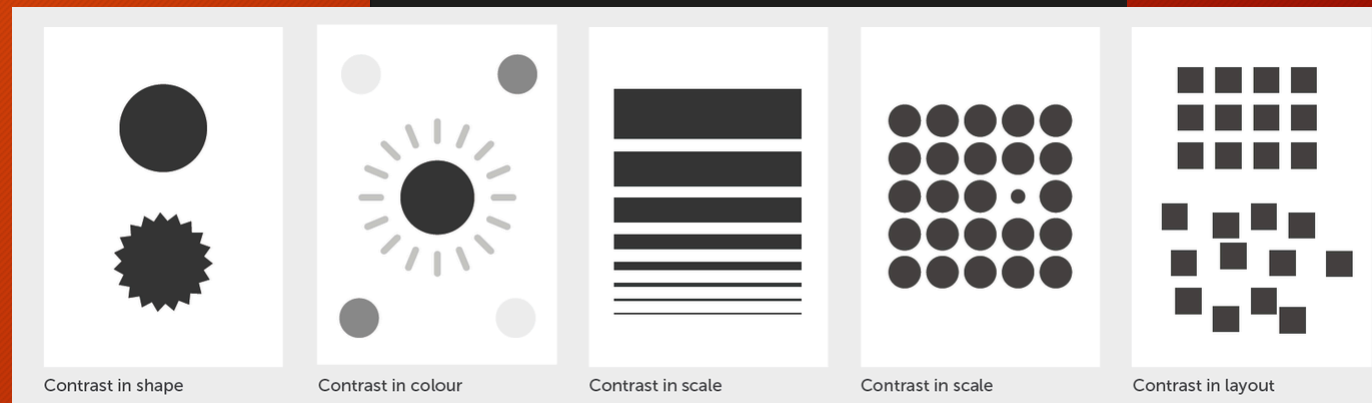 Contrast in shape
Contrast in colour
Contrast in scale
Contrast in scale
Contrast in layout